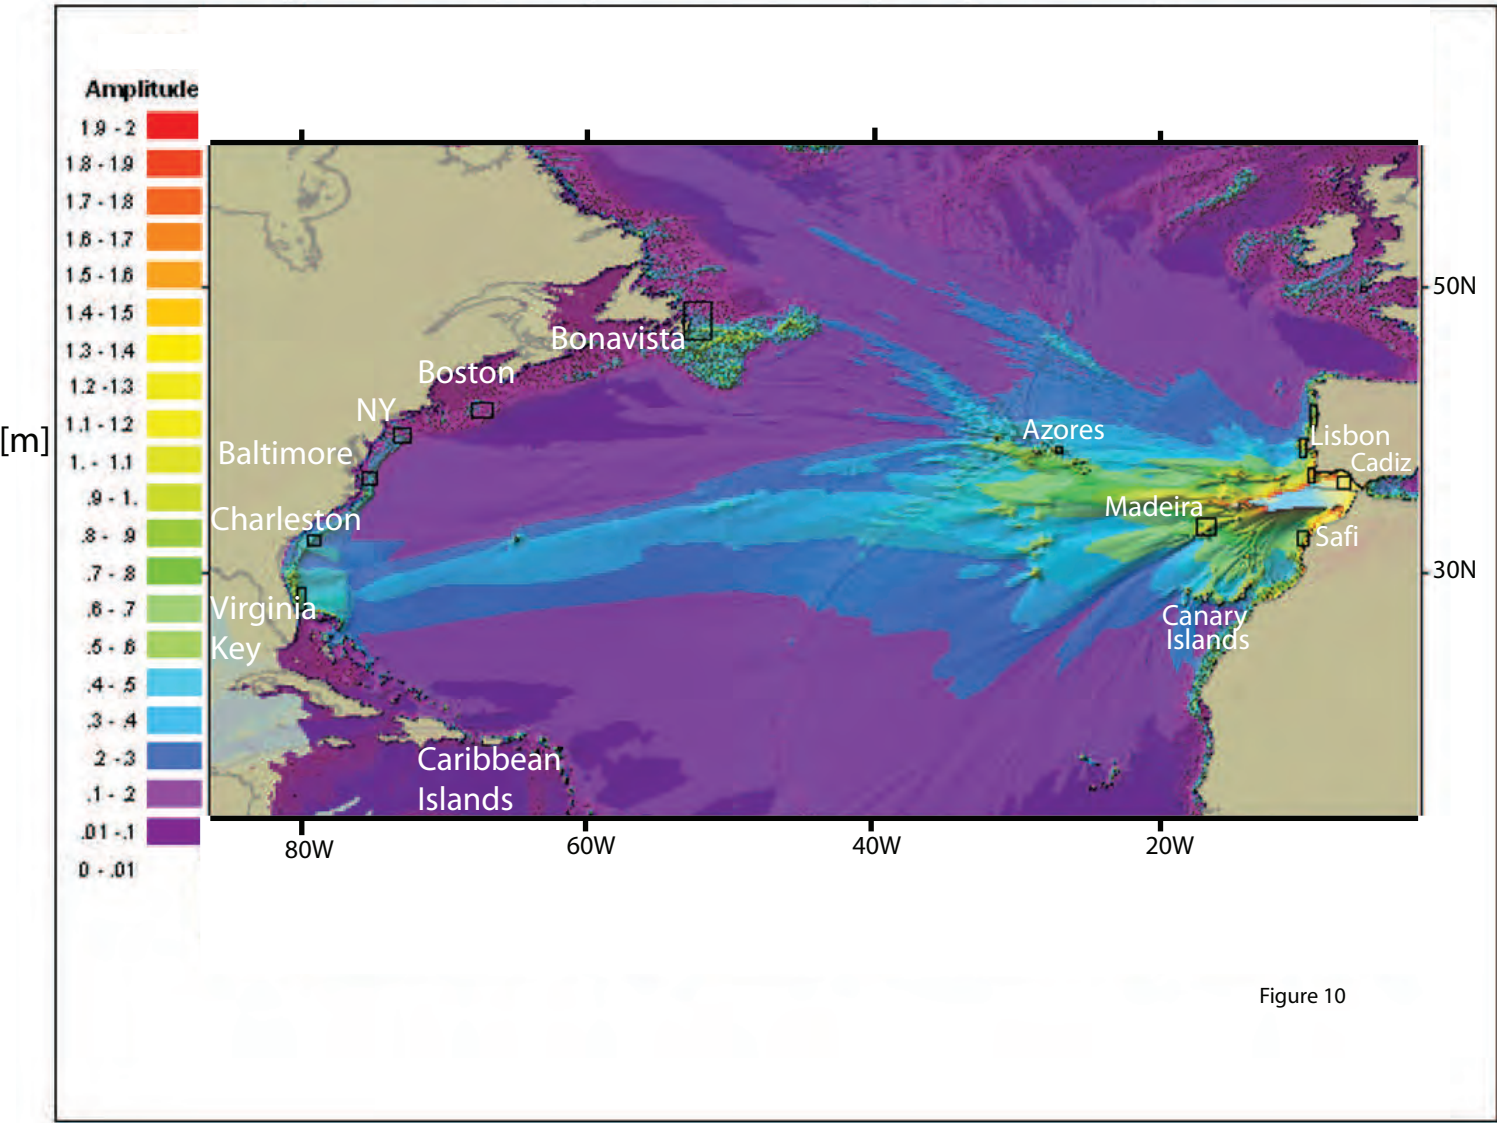 Amplitude
1.9 - 2
1.8 - 1.9
1.7 - 1.8
1.6 - 1.7
1.5 - 1.6
1.4 - 1.5
1.3 - 1.4
1.2 - 1.3
1.1 - 1.2
1. - 1.1
.9 - 1.
.8 - .9
.7 - .8
.6 - .7
.5 - .6
.4 - .5
.3 - .4
.2 - .3
.1 - .2
.01 - .1
0 - .01
[m]
50N
Bonavista
Boston
NY
Azores
Lisbon
Baltimore
Cadiz
Charleston
Madeira
Safi
30N
Virginia
Key
Canary
Islands
Caribbean
Islands
80W
60W
40W
20W
Figure 10